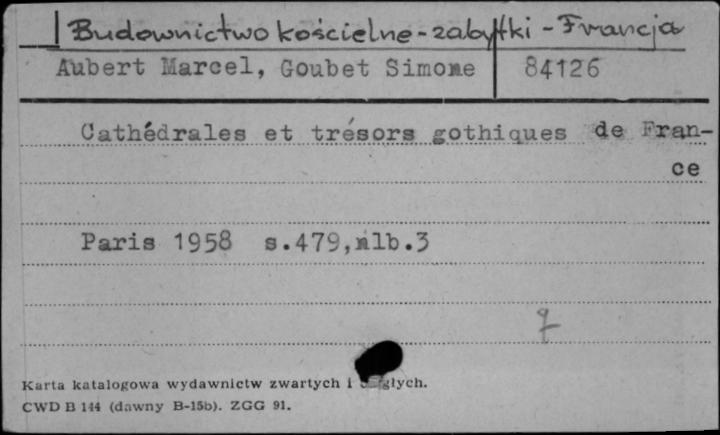 Budownictwo kościelne - zabytki - Francja
Aubert Marcel, Goubet Simone 84126
Cathédrales et trésors gothiques de Fran-
ce
Paris 1958 s.479,nlb.3
Karta katalogowa wydawnictw zwartych i
CWD B 144 (dawny B-15b). ZGG 91.